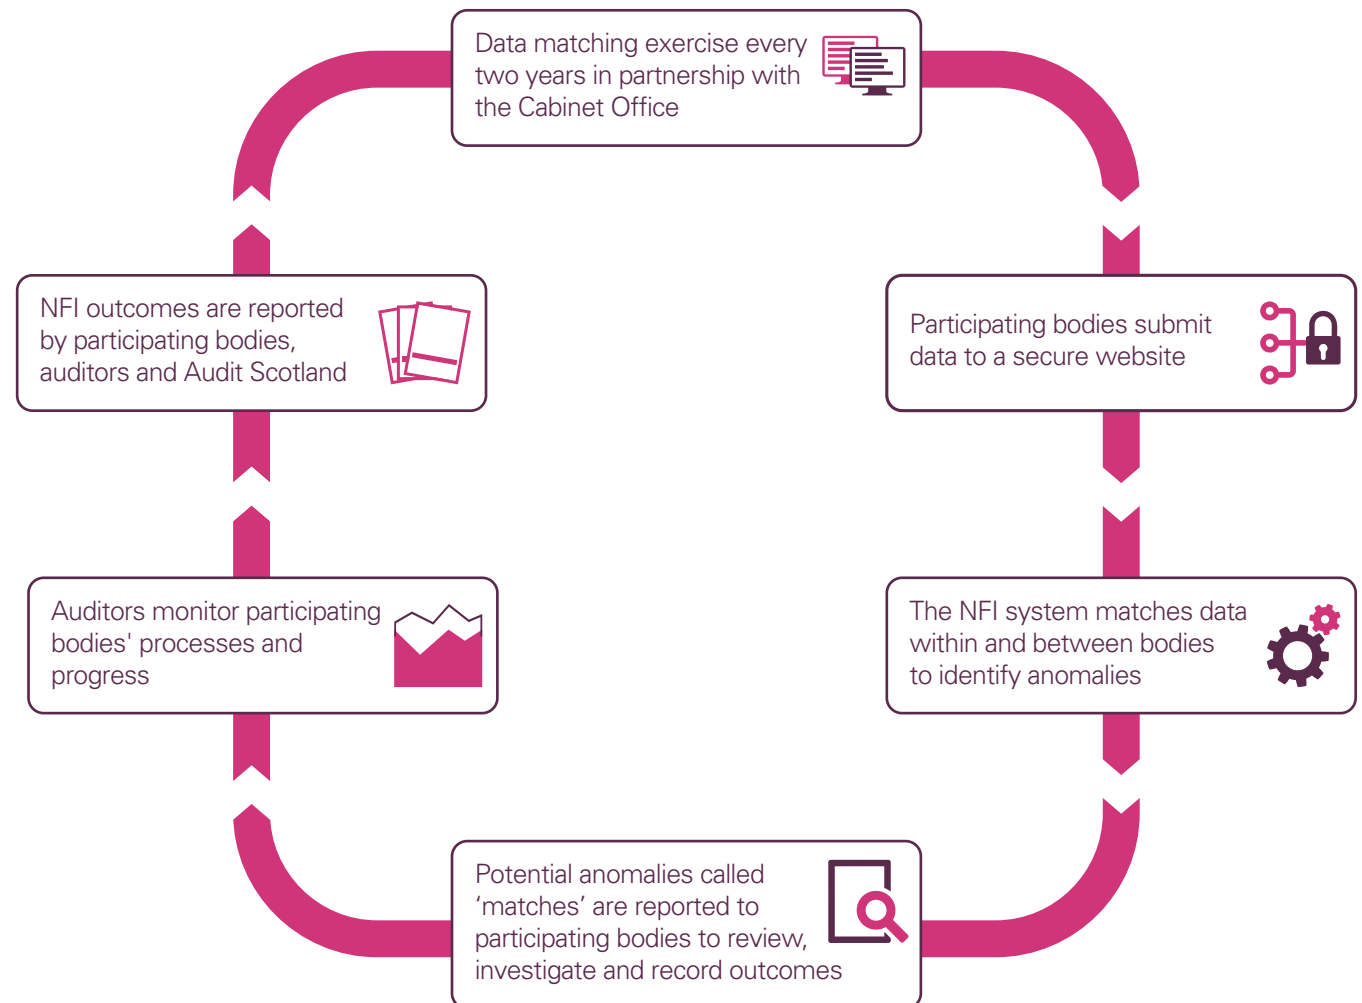 Data matching exercise every
two years in partnership with
the Cabinet Office
Participating bodies submit
data to a secure website
The NFI system matches data
within and between bodies
to identify anomalies
Potential anomalies called
‘matches’ are reported to
participating bodies to review,
investigate and record outcomes
Auditors monitor participating
bodies' processes and
progress
NFI outcomes are reported
by participating bodies,
auditors and Audit Scotland